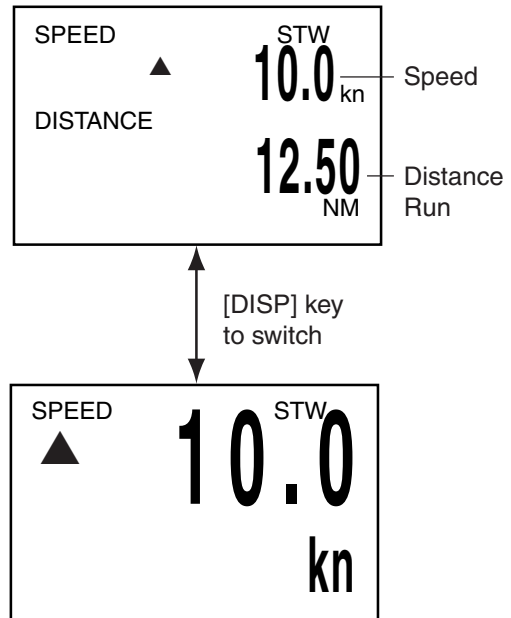 SPEED
STW
10.0 kn
Speed
DISTANCE
12.50
NM
Distance
Run
[DISP] key
to switch
SPEED
STW
10.0
kn